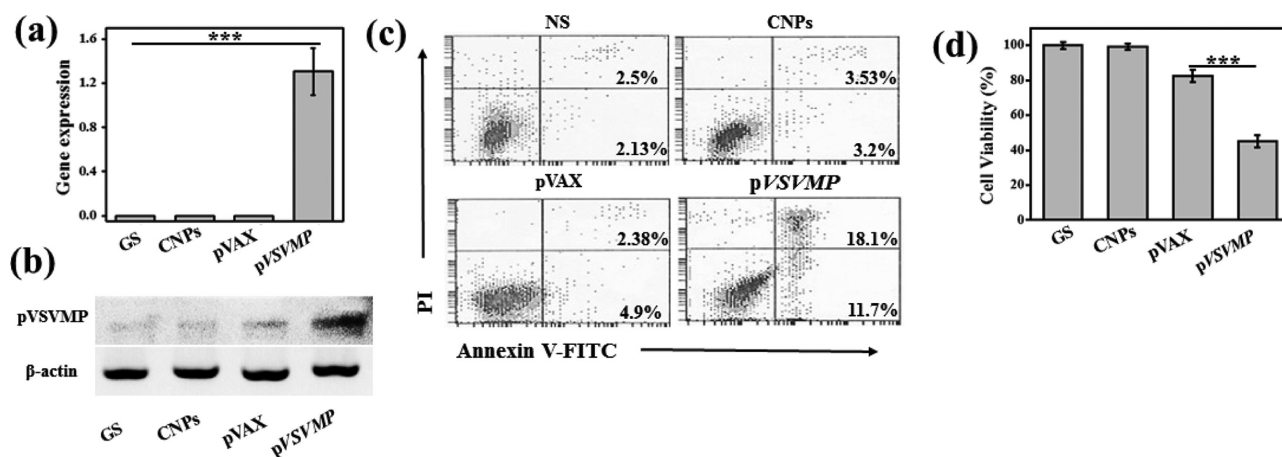 (a)
Gene expression
1.6
1.2
0.8
0.4
0.0
***
GS
CNPs
pVAX
pVSVMP
(b)
pVSVMP
β-actin
GS
CNPs
pVAX
pVSVMP
(c)
NS
2.5%
2.13%
CNPs
3.53%
3.2%
pVAX
2.38%
4.9%
pVSVMP
18.1%
11.7%
PI
Annexin V-FITC
(d)
Cell Viability (%)
100
80
60
40
20
0
***
GS
CNPs
pVAX
pVSVMP